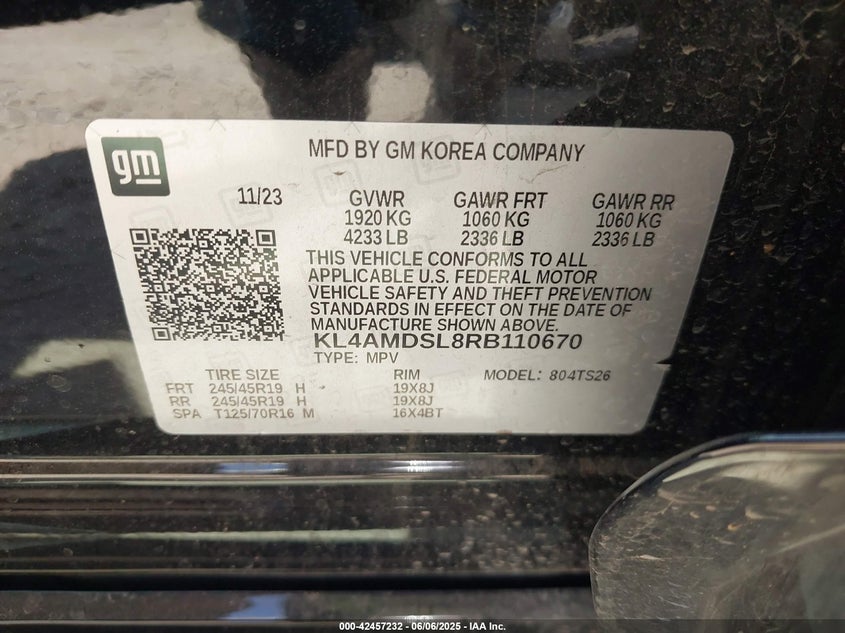 gm
MFD BY GM KOREA COMPANY
11/23 GVWR GAWR FRT GAWR RR
1920 KG 1060 KG 1060 KG
4233 LB 2336 LB 2336 LB
THIS VEHICLE CONFORMS TO ALL
APPLICABLE U.S. FEDERAL MOTOR
VEHICLE SAFETY AND THEFT PREVENTION
STANDARDS IN EFFECT ON THE DATE OF
MANUFACTURE SHOWN ABOVE.
KL4AMDSL8RB110670
TYPE: MPV
TIRE SIZE RIM MODEL: 804TS26
FRT 245/45R19 H 19X8J
RR 245/45R19 H 19X8J
SPA T125/70R16 M 16X4BT
000-42457232 - 06/06/2025 - IAA Inc.